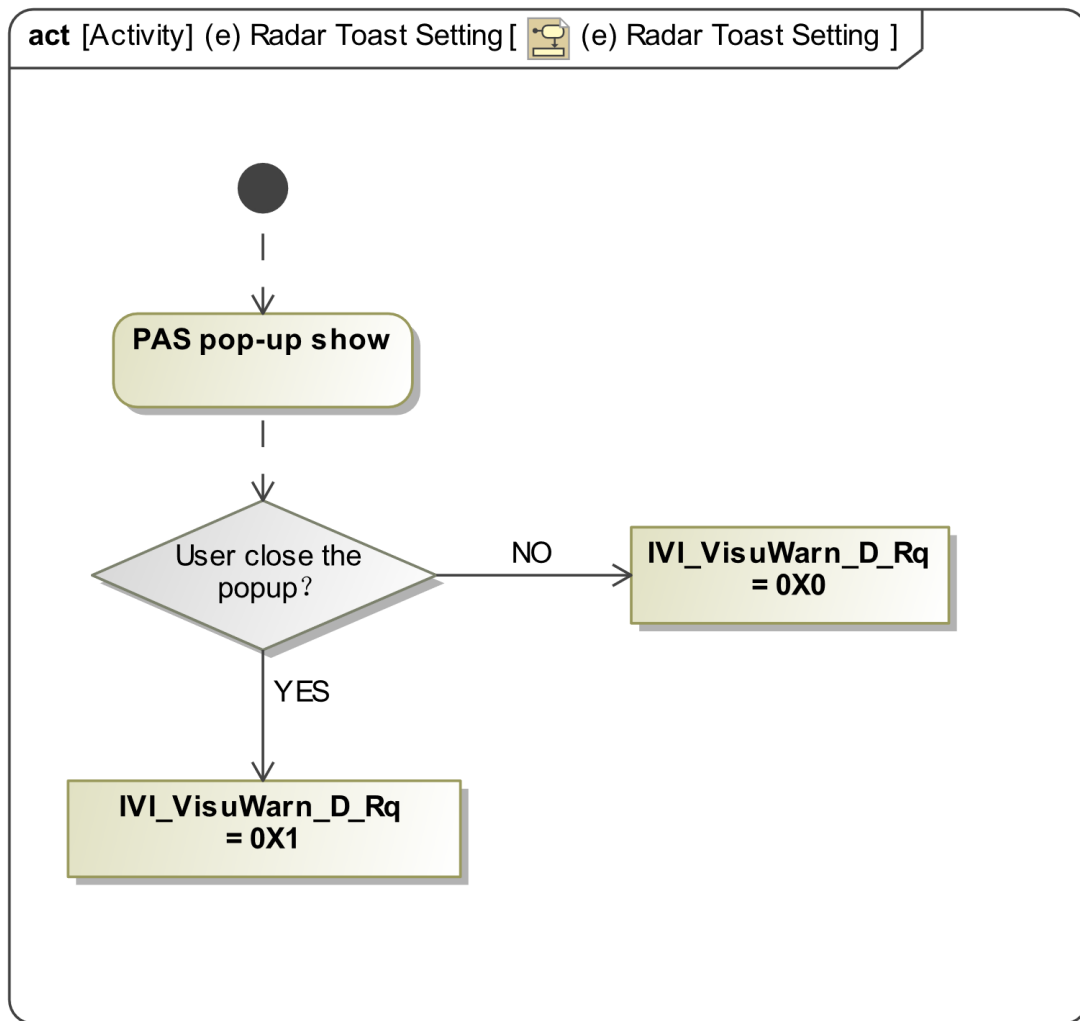 act [Activity] (e) Radar Toast Setting [ (e) Radar Toast Setting ]
PAS pop-up show
User close the
popup？
NO
IVI_VisuWarn_D_Rq
= 0X0
YES
IVI_VisuWarn_D_Rq
= 0X1